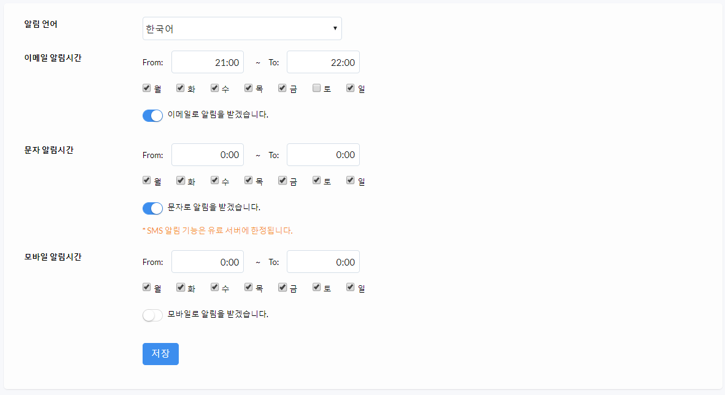 알림 언어 한국어
이메일 알림시간 From: 21:00 ~ To: 22:00
월 화 수 목 금 토 일
이메일로 알림을 받겠습니다.
문자 알림시간 From: 0:00 ~ To: 0:00
월 화 수 목 금 토 일
문자로 알림을 받겠습니다.
* SMS 알림 기능은 유료 서버에 한정됩니다.
모바일 알림시간 From: 0:00 ~ To: 0:00
월 화 수 목 금 토 일
모바일로 알림을 받겠습니다.
저장